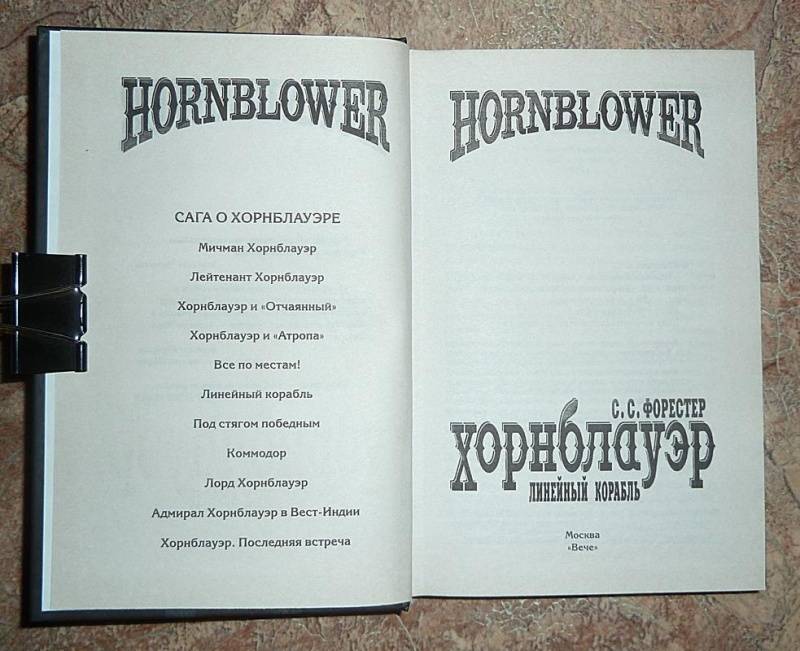 HORNBLOWER
САГА О ХОРНБЛАУЭРЕ
Мичман Хорнблауэр
Лейтенант Хорнблауэр
Хорнблауэр и «Отчаянный»
Хорнблауэр и «Атропа»
Все по местам!
Линейный корабль
Под стягом победным
Коммодор
Лорд Хорнблауэр
Адмирал Хорнблауэр в Вест-Индии
Хорнблауэр. Последняя встреча
HORNBLOWER
С. С. ФОРЕСТЕР
хорнблауэр
ЛИНЕЙНЫЙ КОРАБЛЬ
Москва
«Вече»